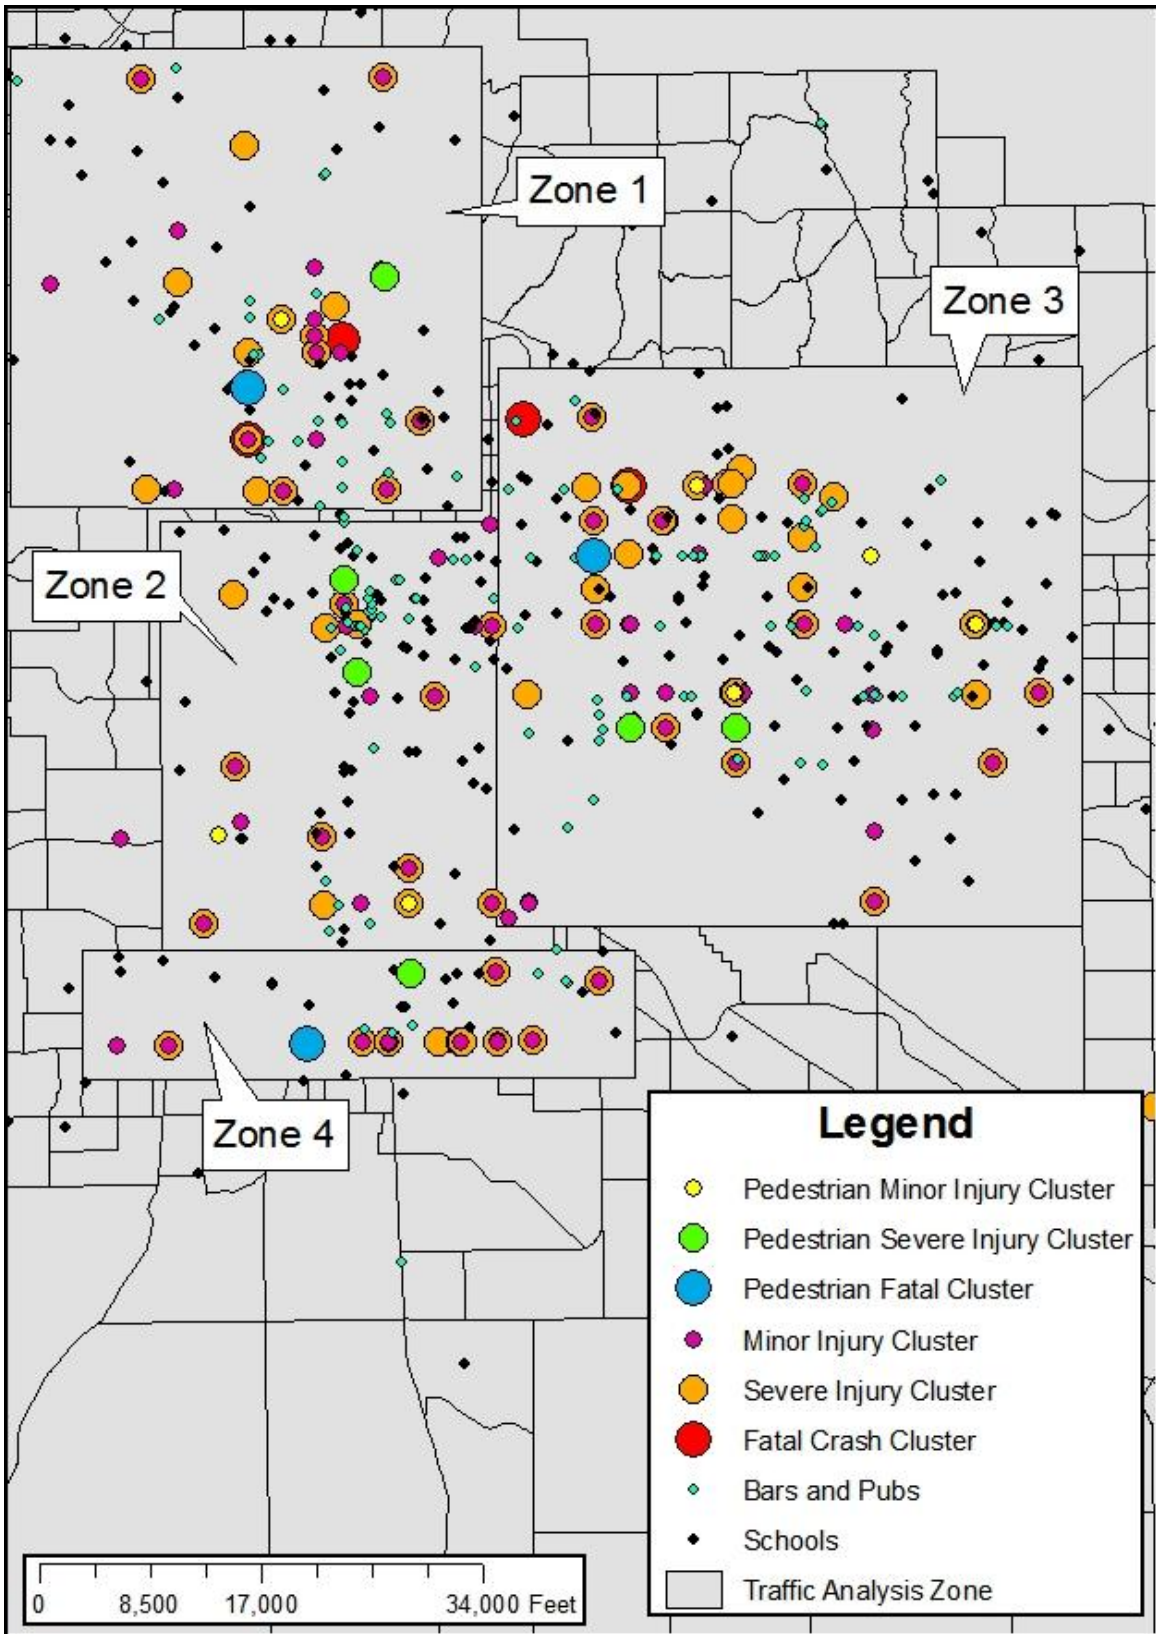 Zone 1
Zone 3
Zone 2
Zone 4
Legend
Pedestrian Minor Injury Cluster
Pedestrian Severe Injury Cluster
Pedestrian Fatal Cluster
Minor Injury Cluster
Severe Injury Cluster
Fatal Crash Cluster
Bars and Pubs
Schools
Traffic Analysis Zone
0 8,500 17,000 34,000 Feet